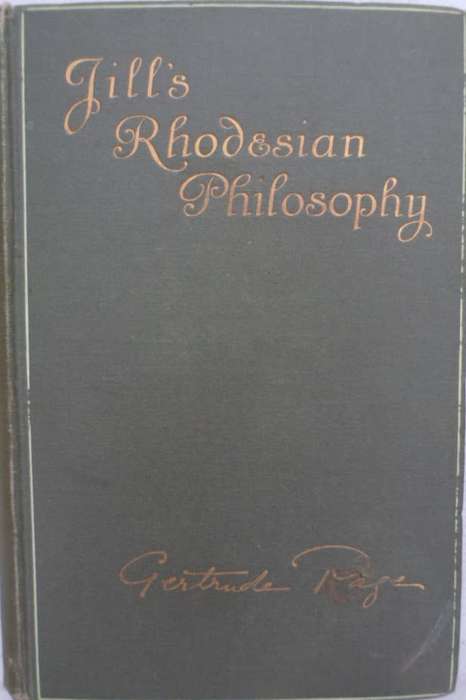 Jill's
Rhodesian
Philosophy
Gertrude Page